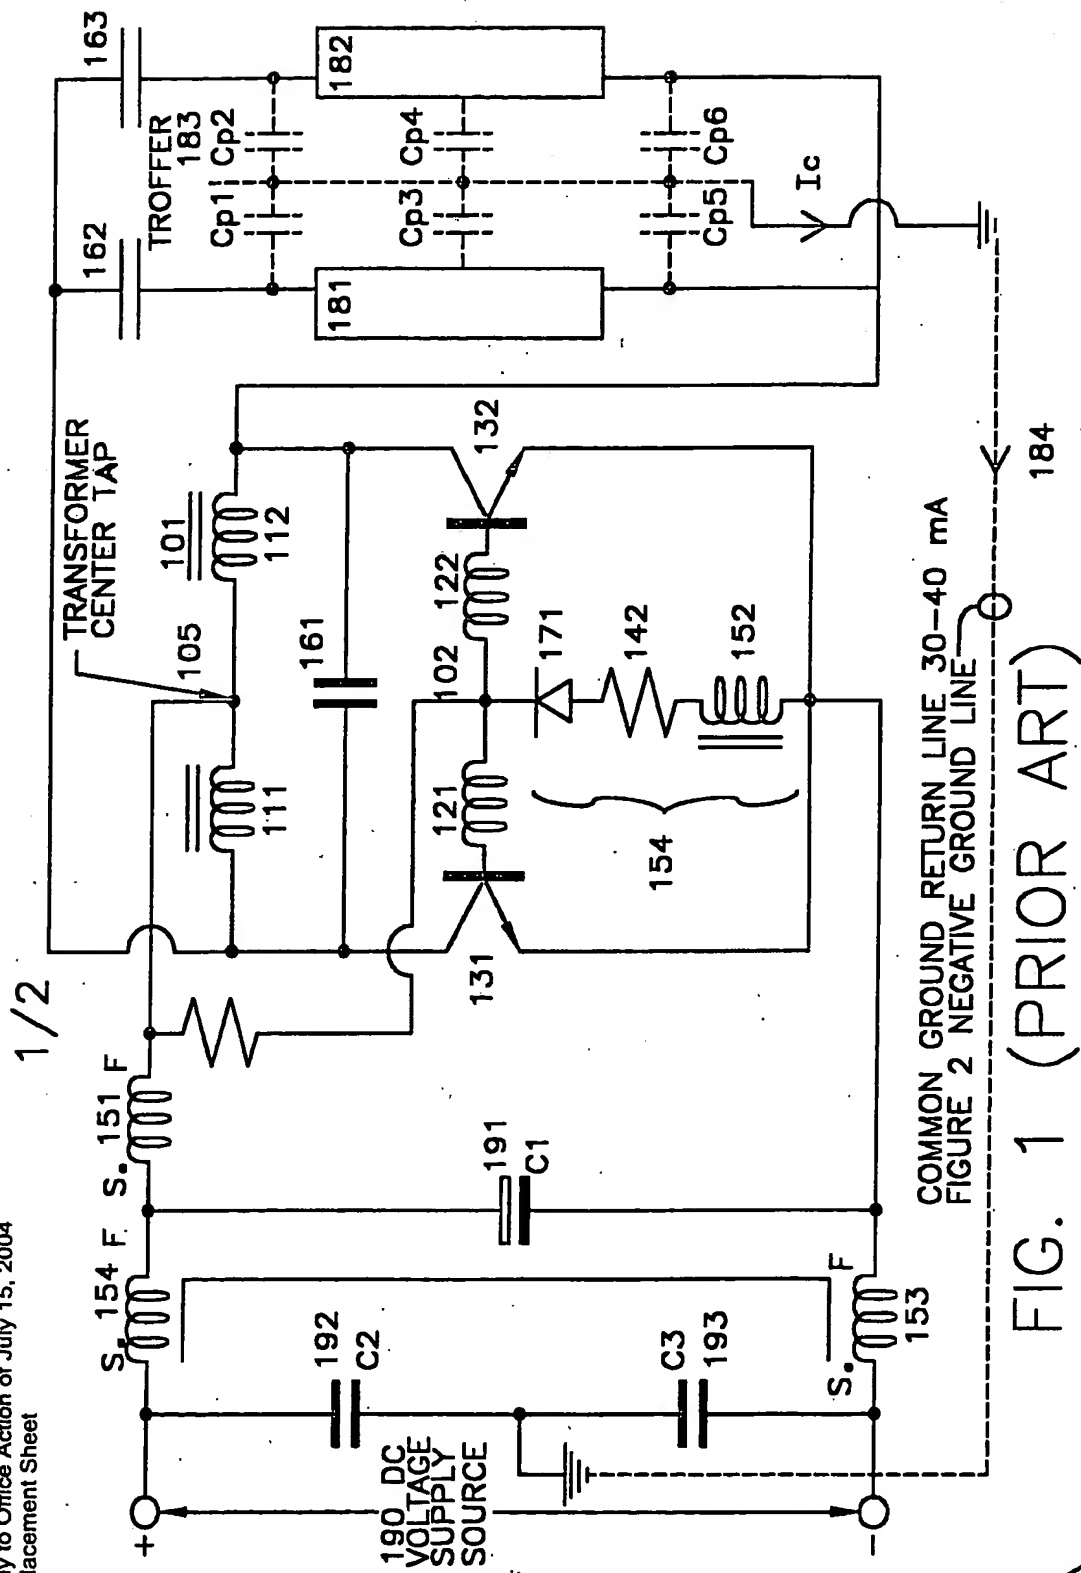 ly to Office Action of July 15, 2004
lacement Sheet
1/2
TRANSFORMER
CENTER TAP
105
101
112
111
161
102
122
121
132
131
171
142
152
154
162
163
TROFFER
183
Cp1
Cp2
Cp3
Cp4
Cp5
Cp6
181
182
Ic
184
S. 154 F.
S. 151 F
191
C1
192
C2
C3
193
S.
F
153
+
-
190 DC
VOLTAGE
SUPPLY
SOURCE
COMMON GROUND RETURN LINE 30-40 mA
FIGURE 2 NEGATIVE GROUND LINE
FIG. 1 (PRIOR ART)